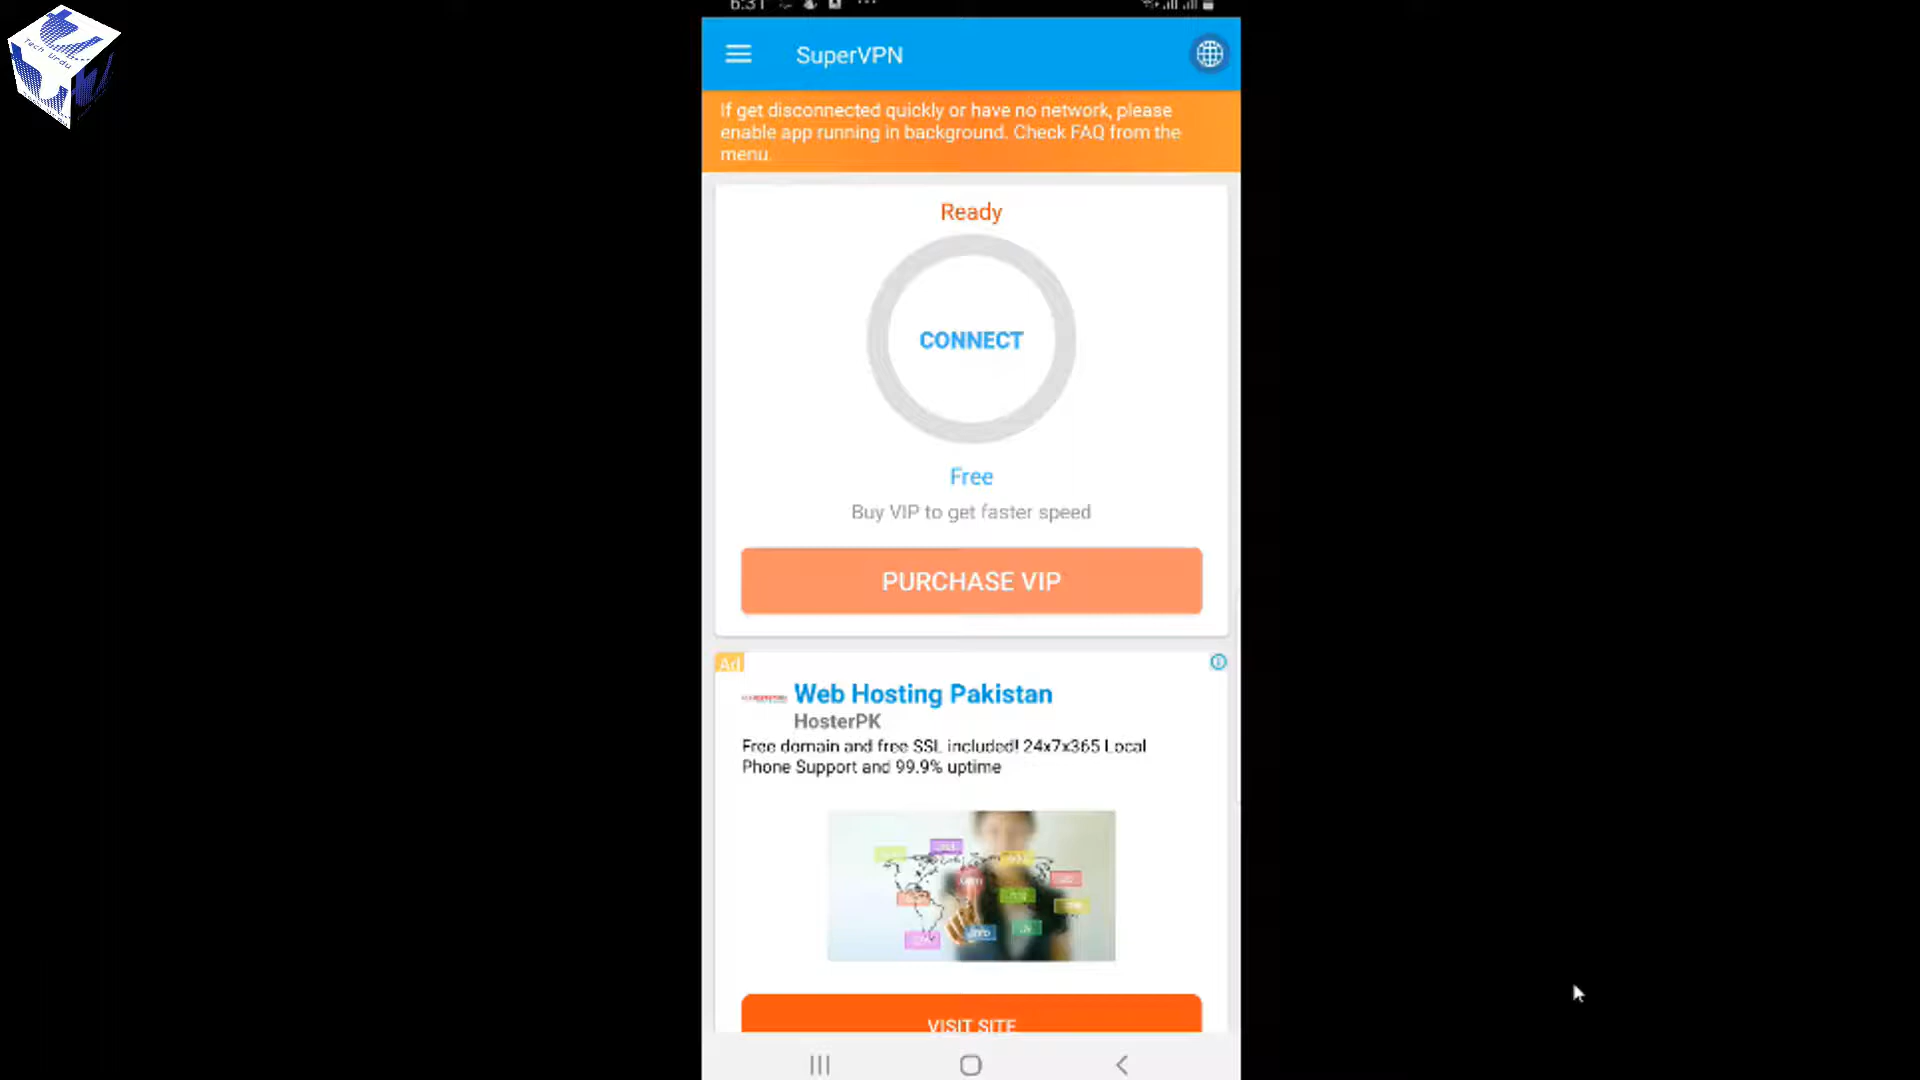 Tech Urdu
6:31
SuperVPN
If get disconnected quickly or have no network, please
enable app running in background. Check FAQ from the
menu.
Ready
CONNECT
Free
Buy VIP to get faster speed
PURCHASE VIP
Ad
Web Hosting Pakistan
HosterPK
Free domain and free SSL included! 24x7x365 Local
Phone Support and 99.9% uptime
VISIT SITE